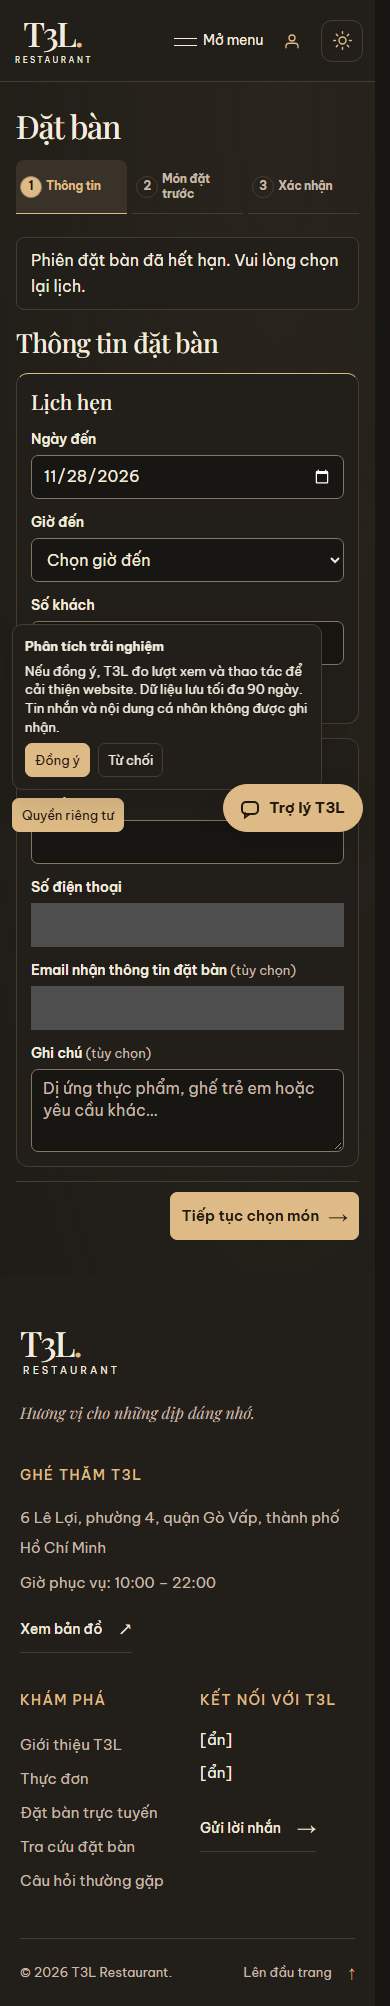 T3L.
RESTAURANT
Mở menu
Đặt bàn
1 Thông tin
2 Món đặt trước
3 Xác nhận
Phiên đặt bàn đã hết hạn. Vui lòng chọn
lại lịch.
Thông tin đặt bàn
Lịch hẹn
Ngày đến
11/28/2026
Giờ đến
Chọn giờ đến
Số khách
Phân tích trải nghiệm
Nếu đồng ý, T3L đo lượt xem và thao tác để
cải thiện website. Dữ liệu lưu tối đa 90 ngày.
Tin nhắn và nội dung cá nhân không được ghi
nhận.
Đồng ý
Từ chối
Quyền riêng tư
Trợ lý T3L
Số điện thoại
Email nhận thông tin đặt bàn (tùy chọn)
Ghi chú (tùy chọn)
Dị ứng thực phẩm, ghế trẻ em hoặc
yêu cầu khác...
Tiếp tục chọn món →
T3L.
RESTAURANT
Hương vị cho những dịp đáng nhớ.
GHÉ THĂM T3L
6 Lê Lợi, phường 4, quận Gò Vấp, thành phố
Hồ Chí Minh
Giờ phục vụ: 10:00 – 22:00
Xem bản đồ ↗
KHÁM PHÁ
Giới thiệu T3L
Thực đơn
Đặt bàn trực tuyến
Tra cứu đặt bàn
Câu hỏi thường gặp
KẾT NỐI VỚI T3L
[ẩn]
[ẩn]
Gửi lời nhắn →
© 2026 T3L Restaurant.
Lên đầu trang ↑